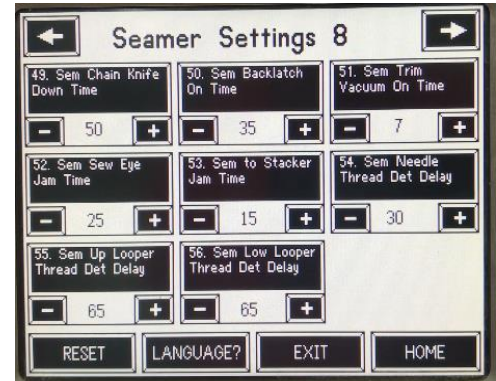 Seamer Settings 8
49. Sem Chain Knife
Down Time
50. Sem Backlatch
On Time
51. Sem Trim
Vacuum On Time
- 50 +
- 35 +
- 7 +
52. Sem Sew Eye
Jam Time
53. Sem to Stacker
Jam Time
54. Sem Needle
Thread Det Delay
- 25 +
- 15 +
- 30 +
55. Sem Up Looper
Thread Det Delay
56. Sem Low Looper
Thread Det Delay
- 65 +
- 65 +
RESET
LANGUAGE?
EXIT
HOME